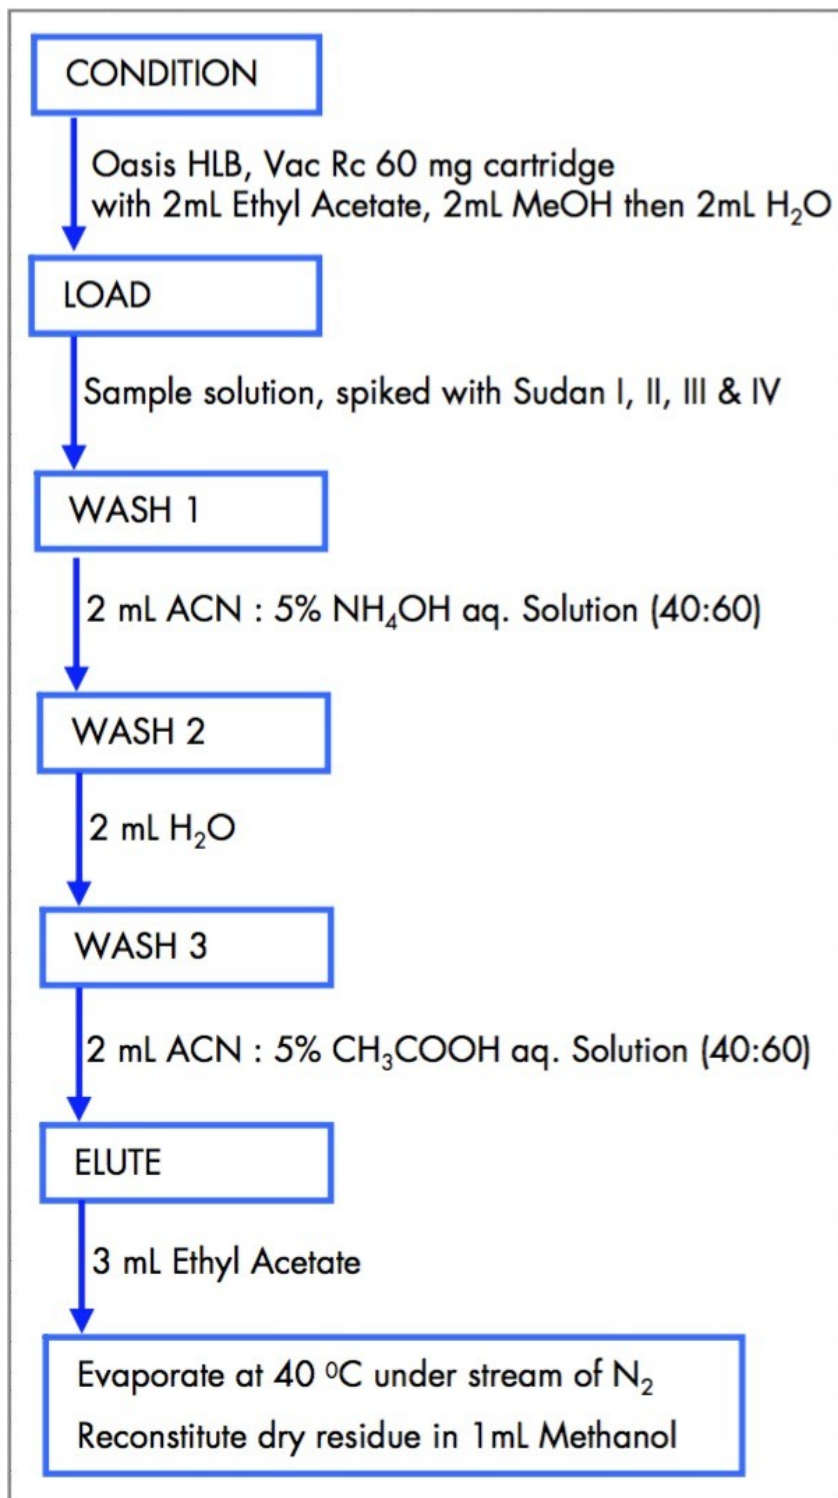 CONDITION
Oasis HLB, Vac Rc 60 mg cartridge
with 2mL Ethyl Acetate, 2mL MeOH then 2mL H₂O
LOAD
Sample solution, spiked with Sudan I, II, III & IV
WASH 1
2 mL ACN : 5% NH₄OH aq. Solution (40:60)
WASH 2
2 mL H₂O
WASH 3
2 mL ACN : 5% CH₃COOH aq. Solution (40:60)
ELUTE
3 mL Ethyl Acetate
Evaporate at 40 ⁰C under stream of N₂
Reconstitute dry residue in 1mL Methanol